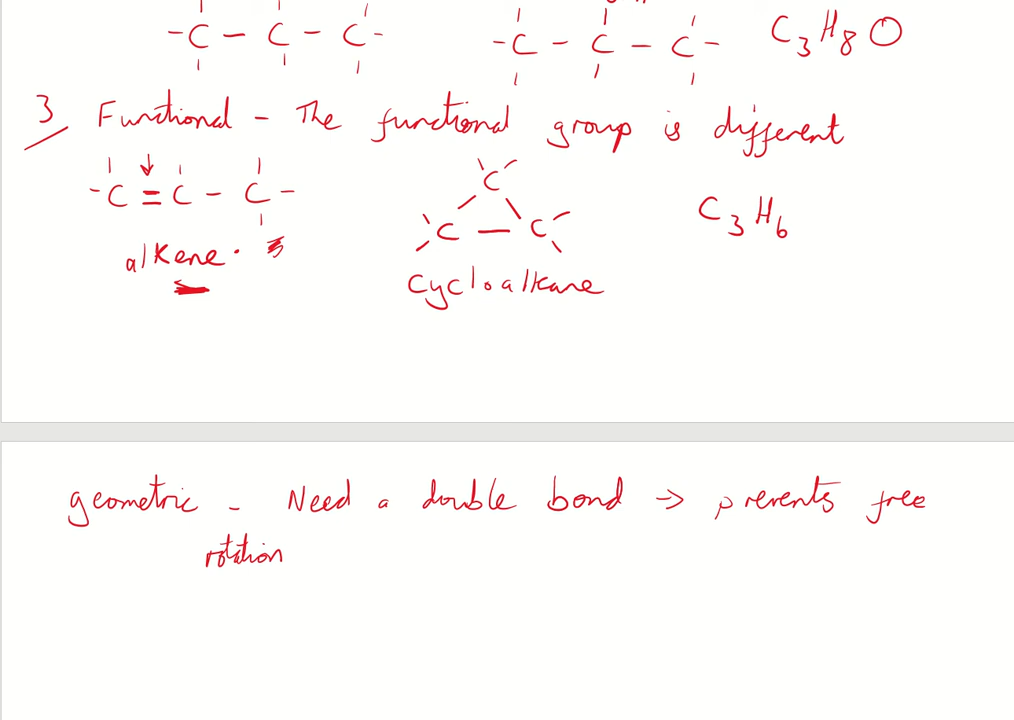 - C - C - C -
- C - C - C - C3H8O
3 Functional - The functional group is different
- C = C - C -
C
C - C
C3H6
alkene.
Cycloalkane
geometric - Need a double bond → prevents free
rotation